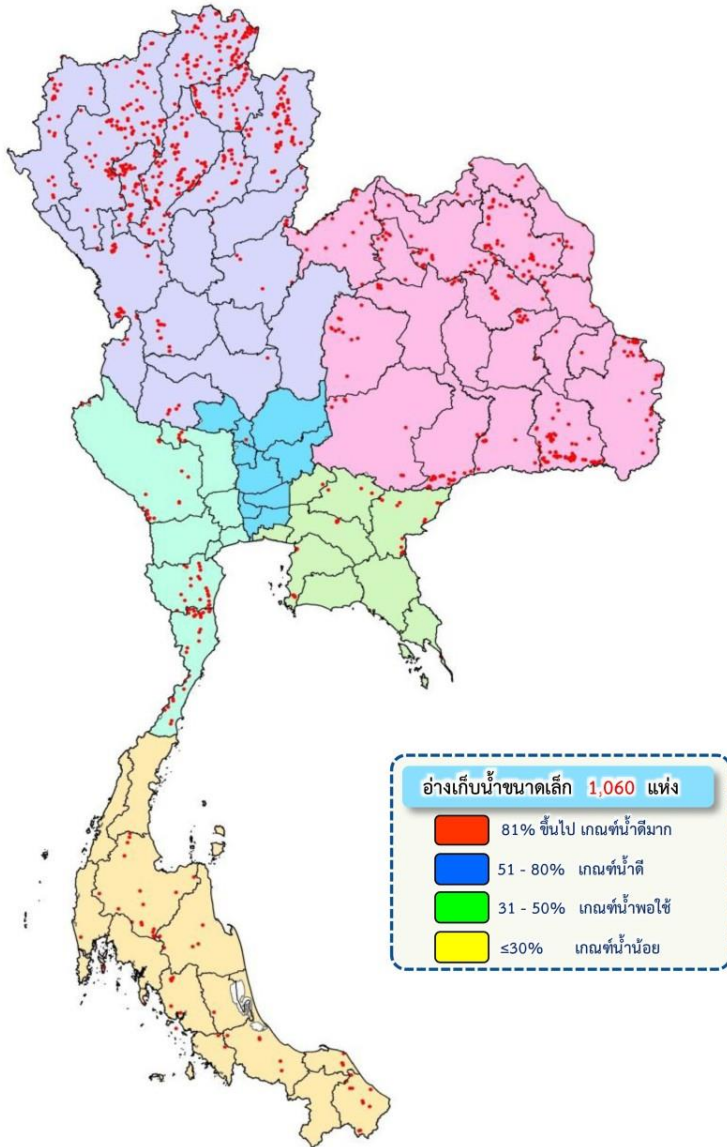 อ่างเก็บน้ำขนาดเล็ก 1,060 แห่ง
81% ขึ้นไป เกณฑ์น้ำดีมาก
51 - 80% เกณฑ์น้ำดี
31 - 50% เกณฑ์น้ำพอใช้
≤30% เกณฑ์น้ำน้อย